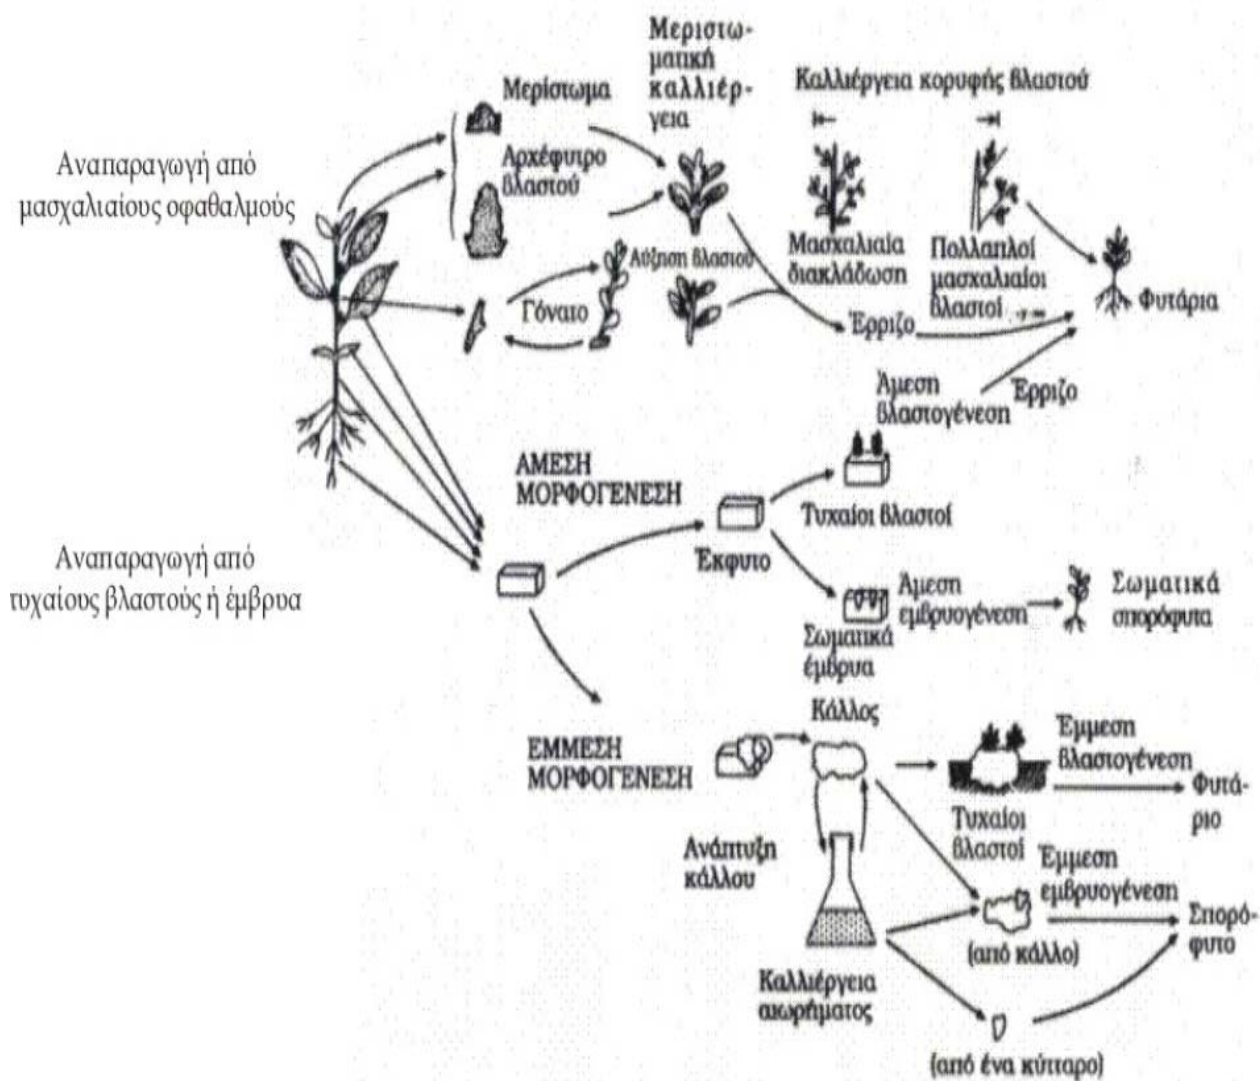 Αναπαραγωγή από
μασχαλιαίους οφαθαλμούς
Μερίστωμα
Αρχέφυτρο
βλαστού
Μεριστω-
ματική
καλλιέρ-
γεια
Καλλιέργεια κορυφής βλαστού
Μασχαλιαία
διακλάδωση
Πολλαπλοί
μασχαλιαίοι
βλαστοί
Γόνατο
Αύξηση βλαστού
Έρριζο
Φυτάρια
Άμεση
βλαστογένεση
Έρριζο
ΑΜΕΣΗ
ΜΟΡΦΟΓΕΝΕΣΗ
Τυχαίοι βλαστοί
Έκφυτο
Αναπαραγωγή από
τυχαίους βλαστούς ή έμβρυα
Άμεση
εμβρυογένεση
Σωματικά
σπορόφυτα
Σωματικά
έμβρυα
Κάλλος
ΕΜΜΕΣΗ
ΜΟΡΦΟΓΕΝΕΣΗ
Έμμεση
βλαστογένεση
Φυτά-
ριο
Τυχαίοι
βλαστοί
Ανάπτυξη
κάλλου
Έμμεση
εμβρυογένεση
Σπορό-
φυτο
(από κάλλο)
Καλλιέργεια
αιωρήματος
(από ένα κύτταρο)